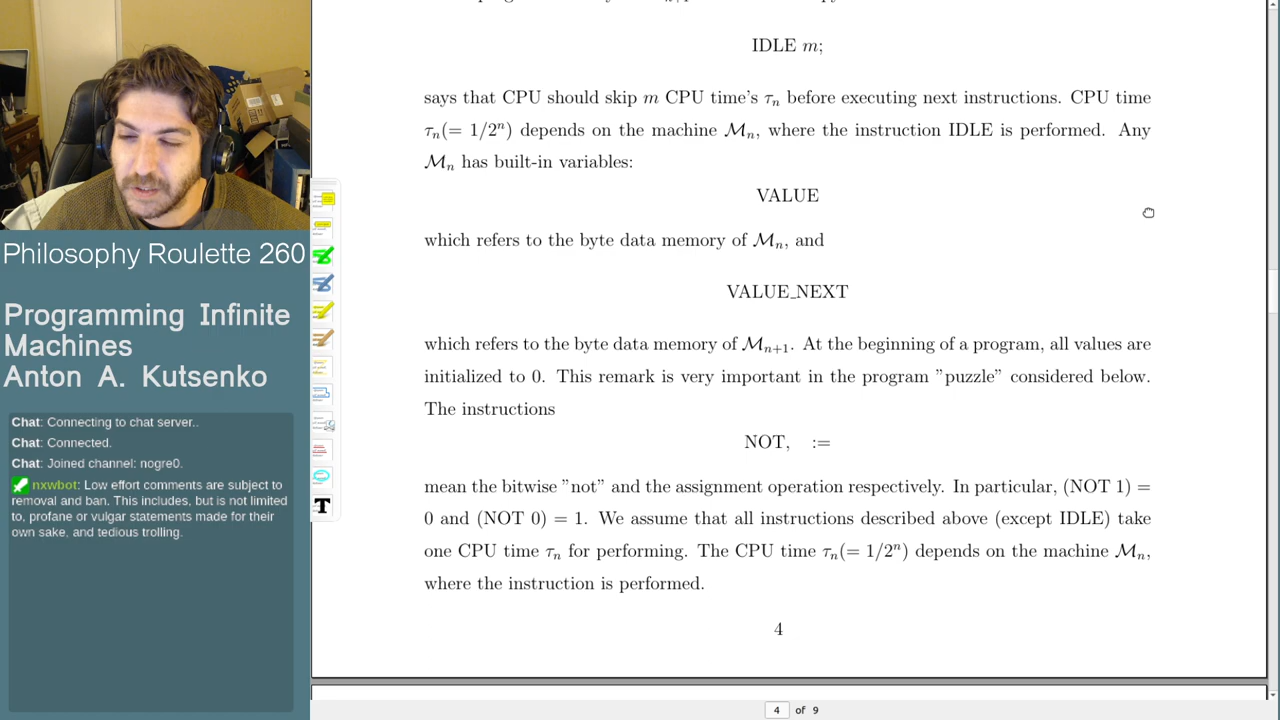 IDLE m;
says that CPU should skip m CPU time's τn before executing next instructions. CPU time
τn(= 1/2ⁿ) depends on the machine ℳn, where the instruction IDLE is performed. Any
ℳn has built-in variables:
VALUE
which refers to the byte data memory of ℳn, and
VALUE_NEXT
which refers to the byte data memory of ℳn+1. At the beginning of a program, all values are
initialized to 0. This remark is very important in the program "puzzle" considered below.
The instructions
NOT, :=
mean the bitwise "not" and the assignment operation respectively. In particular, (NOT 1) =
0 and (NOT 0) = 1. We assume that all instructions described above (except IDLE) take
one CPU time τn for performing. The CPU time τn(= 1/2ⁿ) depends on the machine ℳn,
where the instruction is performed.
4
4 of 9
Philosophy Roulette 260
Programming Infinite
Machines
Anton A. Kutsenko
Chat: Connecting to chat server..
Chat: Connected.
Chat: Joined channel: nogre0.
nxwbot: Low effort comments are subject to
removal and ban. This includes, but is not limited
to, profane or vulgar statements made for their
own sake, and tedious trolling.
T